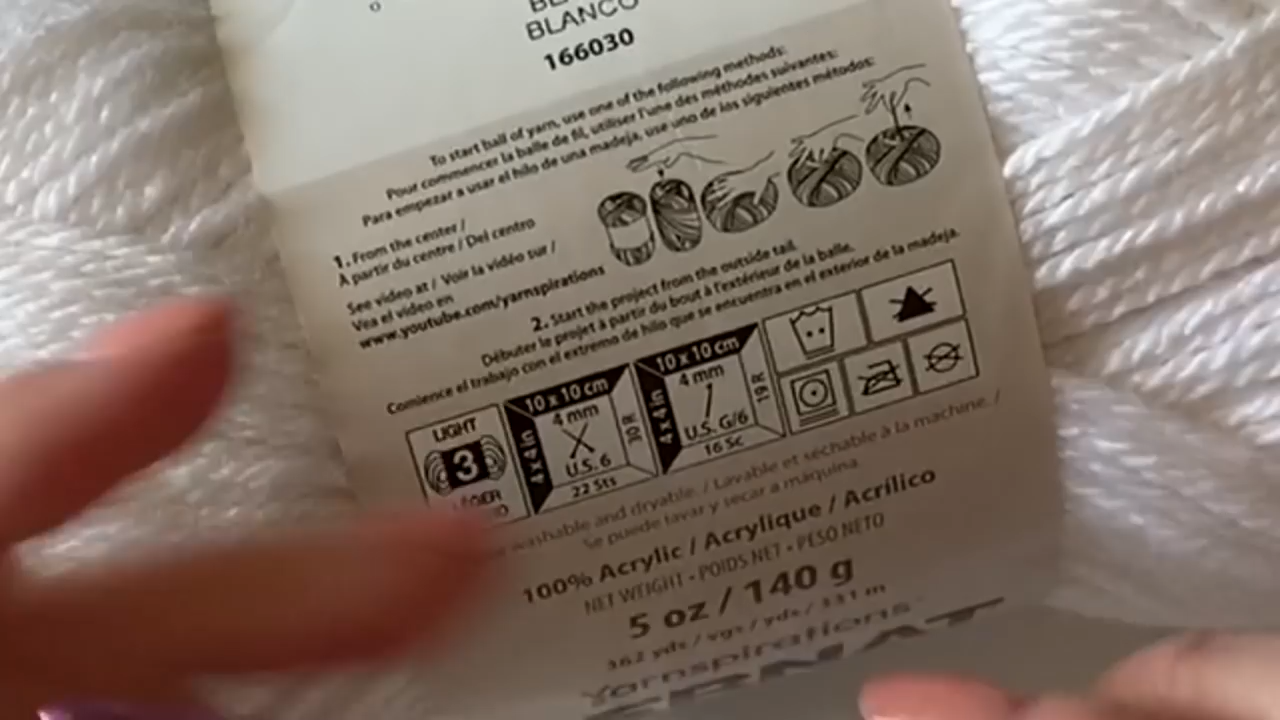 BLANCO
166030
To start ball of yarn, use one of the following methods:
Pour commencer la balle de fil, utiliser l'une des méthodes suivantes:
Para empezar a usar el hilo de una madeja, use uno de los siguientes métodos:
1. From the center /
À partir du centre / Del centro
See video at / Voir la vidéo sur /
Vea el video en
www.youtube.com/yarnspirations
2. Start the project from the outside tail.
Débuter le projet à partir du bout à l'extérieur de la balle.
Comience el trabajo con el extremo de hilo que se encuentra en el exterior de la madeja.
LIGHT
3
10 x 10 cm
4 x 4 in
4 mm
U.S. 6
30 R
22 Sts
10 x 10 cm
4 x 4 in
4 mm
U.S. G/6
19 R
16 Sc
washable and dryable. / Lavable et séchable à la machine. /
Se puede lavar y secar a máquina.
100% Acrylic / Acrylique / Acrílico
NET WEIGHT • POIDS NET • PESO NETO
5 oz / 140 g
362 yds / vgs / yds / 331 m
Yarnspirations